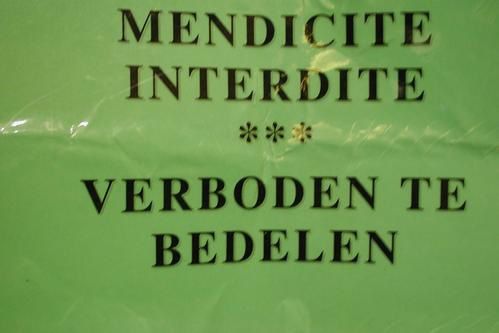 MENDICITE
INTERDITE
***
VERBODEN TE
BEDELEN